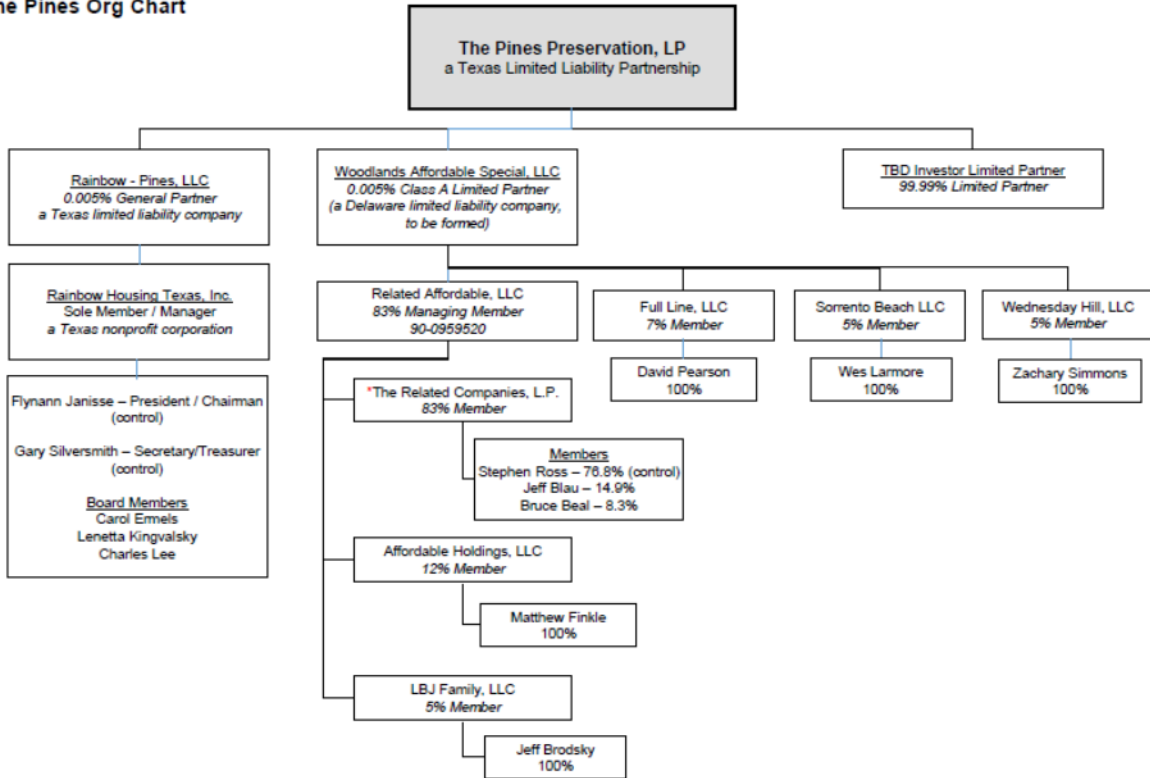 he Pines Org Chart
The Pines Preservation, LP
a Texas Limited Liability Partnership
Rainbow - Pines, LLC
0.005% General Partner
a Texas limited liability company
Woodlands Affordable Special, LLC
0.005% Class A Limited Partner
(a Delaware limited liability company,
to be formed)
TBD Investor Limited Partner
99.99% Limited Partner
Rainbow Housing Texas, Inc.
Sole Member / Manager
a Texas nonprofit corporation
Related Affordable, LLC
83% Managing Member
90-0959520
Full Line, LLC
7% Member
Sorrento Beach LLC
5% Member
Wednesday Hill, LLC
5% Member
David Pearson
100%
Wes Larmore
100%
Zachary Simmons
100%
Flynann Janisse – President / Chairman
(control)
Gary Silversmith – Secretary/Treasurer
(control)
Board Members
Carol Ermels
Lenetta Kingvalsky
Charles Lee
*The Related Companies, L.P.
83% Member
Members
Stephen Ross – 76.8% (control)
Jeff Blau – 14.9%
Bruce Beal – 8.3%
Affordable Holdings, LLC
12% Member
Matthew Finkle
100%
LBJ Family, LLC
5% Member
Jeff Brodsky
100%